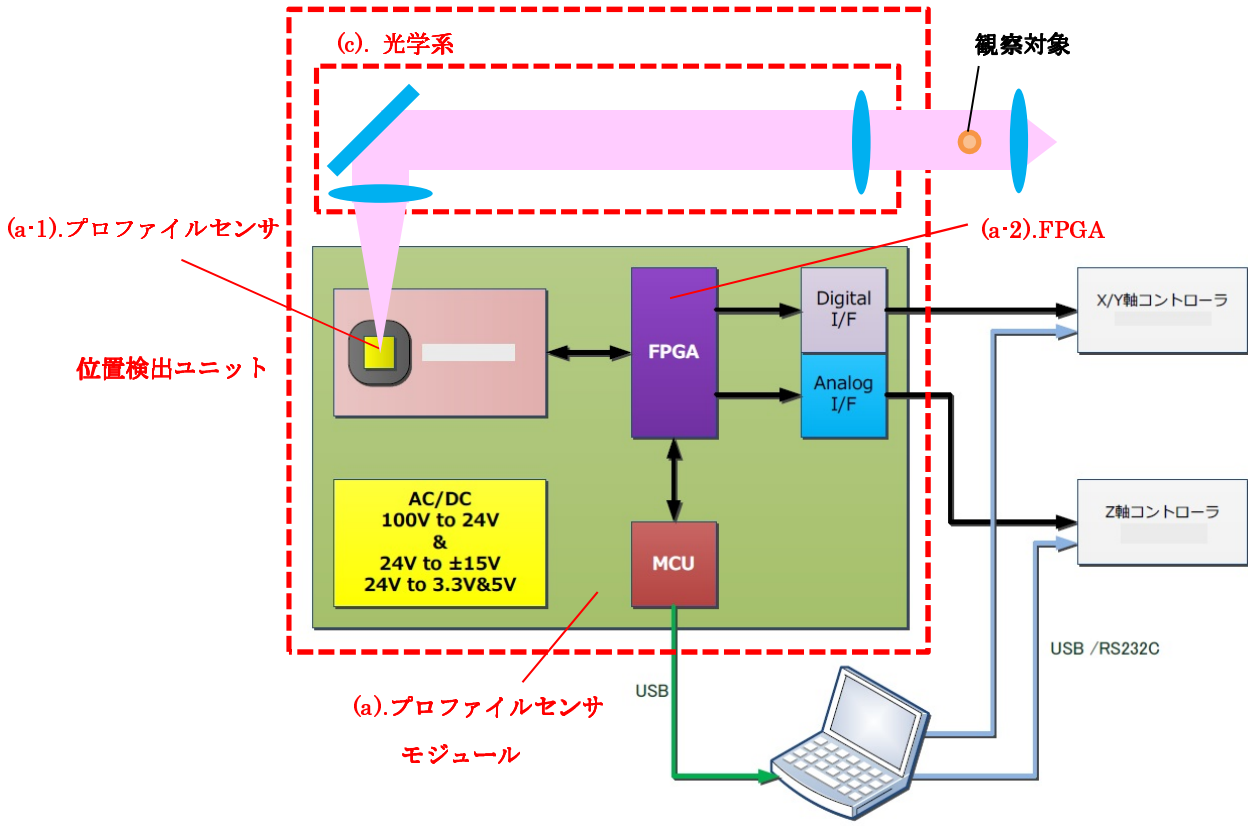 (c). 光学系
観察対象
(a-1).プロファイルセンサ
(a-2).FPGA
位置検出ユニット
FPGA
Digital
I/F
Analog
I/F
X/Y軸コントローラ
Z軸コントローラ
AC/DC
100V to 24V
&
24V to ±15V
24V to 3.3V&5V
MCU
USB /RS232C
USB
(a).プロファイルセンサ
モジュール